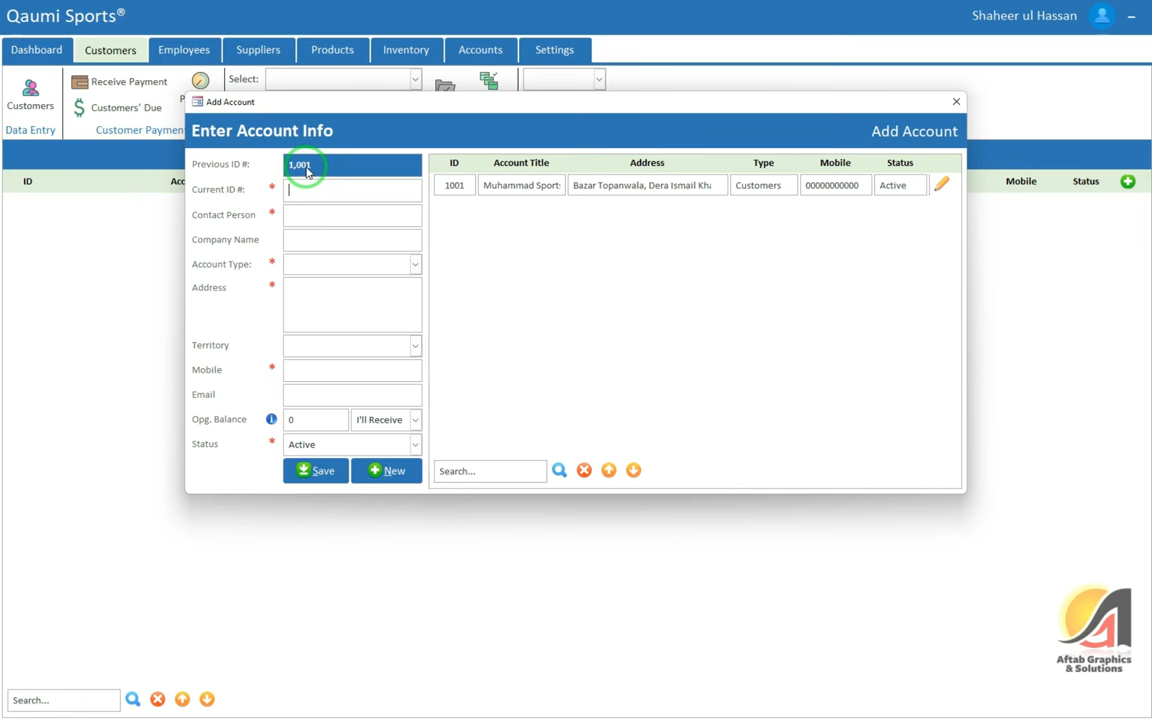 Qaumi Sports®
Shaheer ul Hassan
Dashboard Customers Employees Suppliers Products Inventory Accounts Settings
Customers
Data Entry
Receive Payment
Customers' Due
Customer Paymen
P
Select:
Add Account
Enter Account Info
Add Account
Previous ID #: 1,001
Current ID #: *
Contact Person *
Company Name
Account Type: *
Address *
Territory
Mobile *
Email
Opg. Balance 0 I'll Receive
Status * Active
Save New
ID Account Title Address Type Mobile Status
1001 Muhammad Sports Bazar Topanwala, Dera Ismail Kha Customers 00000000000 Active
Search...
ID Acc Mobile Status
Search...
Aftab Graphics
& Solutions